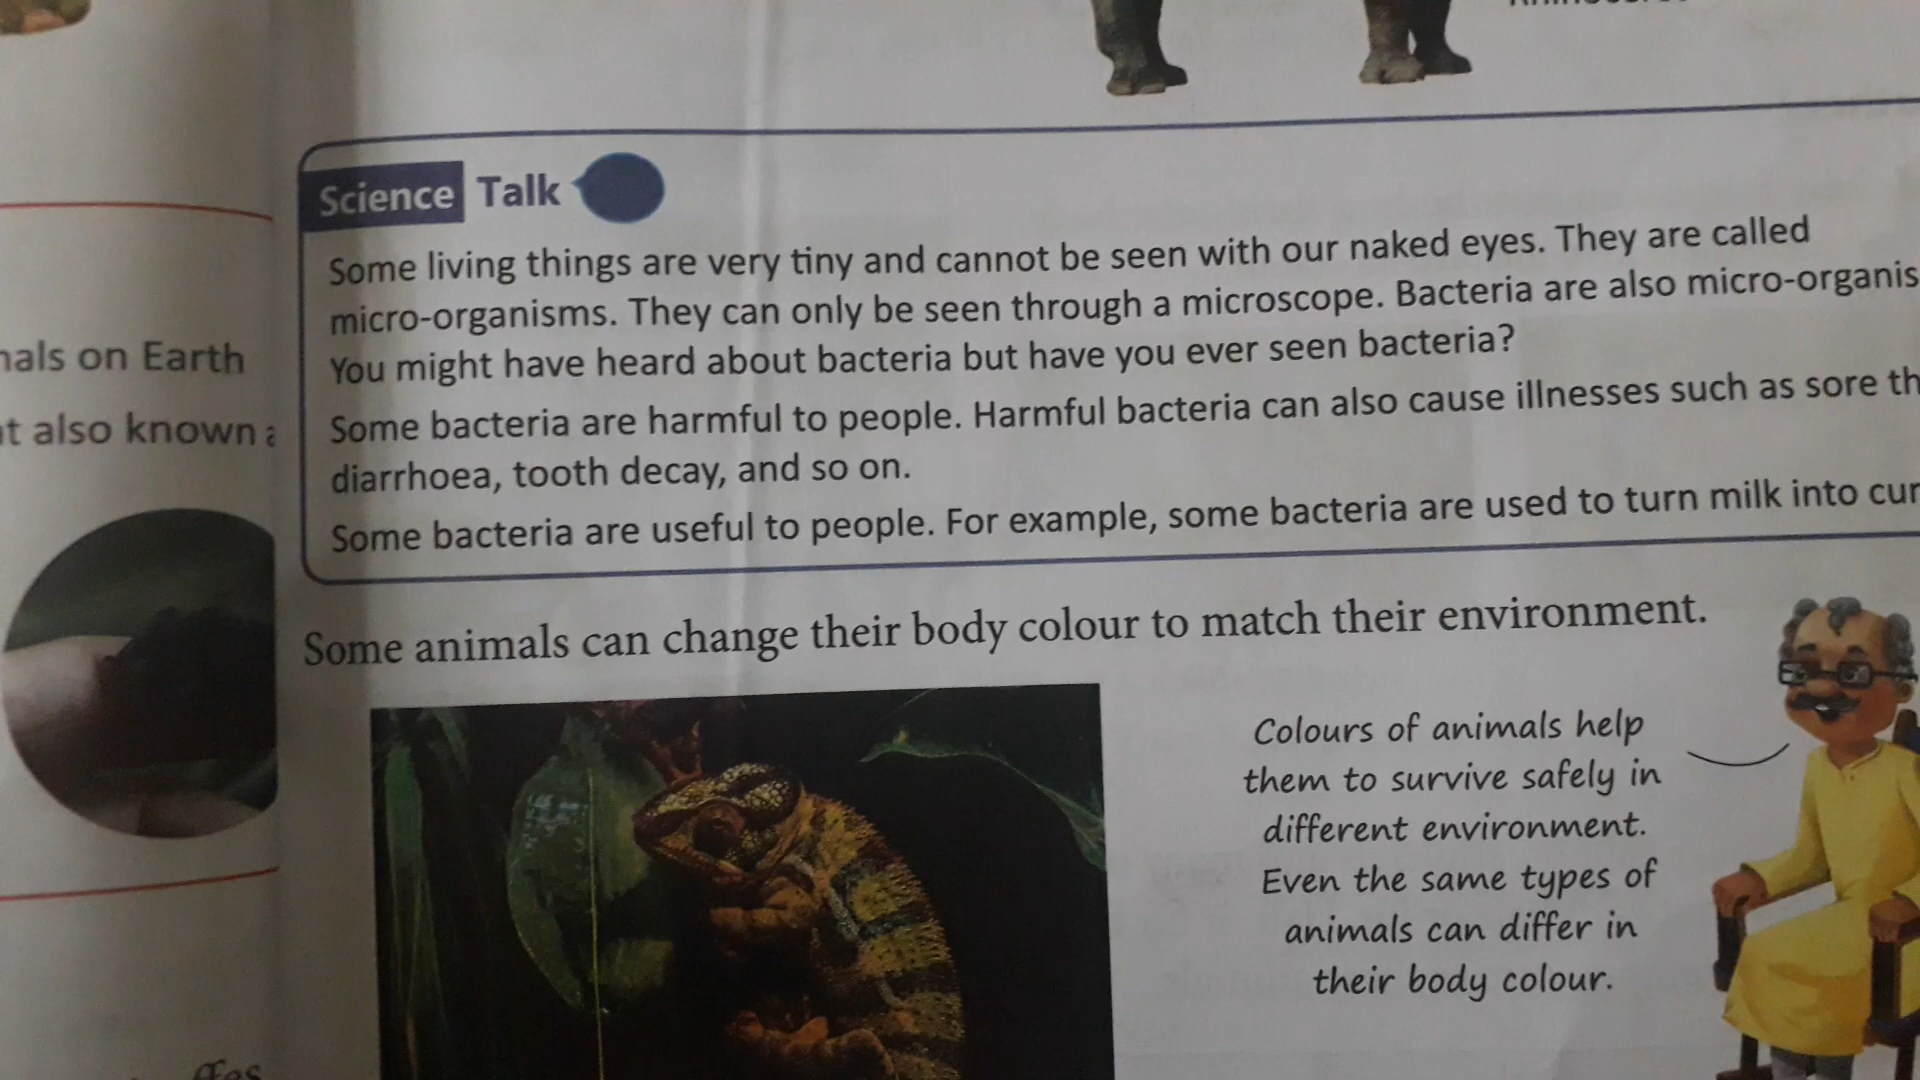 nals on Earth
t also known
Science Talk
Some living things are very tiny and cannot be seen with our naked eyes. They are called
micro-organisms. They can only be seen through a microscope. Bacteria are also micro-organis
You might have heard about bacteria but have you ever seen bacteria?
Some bacteria are harmful to people. Harmful bacteria can also cause illnesses such as sore th
diarrhoea, tooth decay, and so on.
Some bacteria are useful to people. For example, some bacteria are used to turn milk into cur
Some animals can change their body colour to match their environment.
Colours of animals help
them to survive safely in
different environment.
Even the same types of
animals can differ in
their body colour.